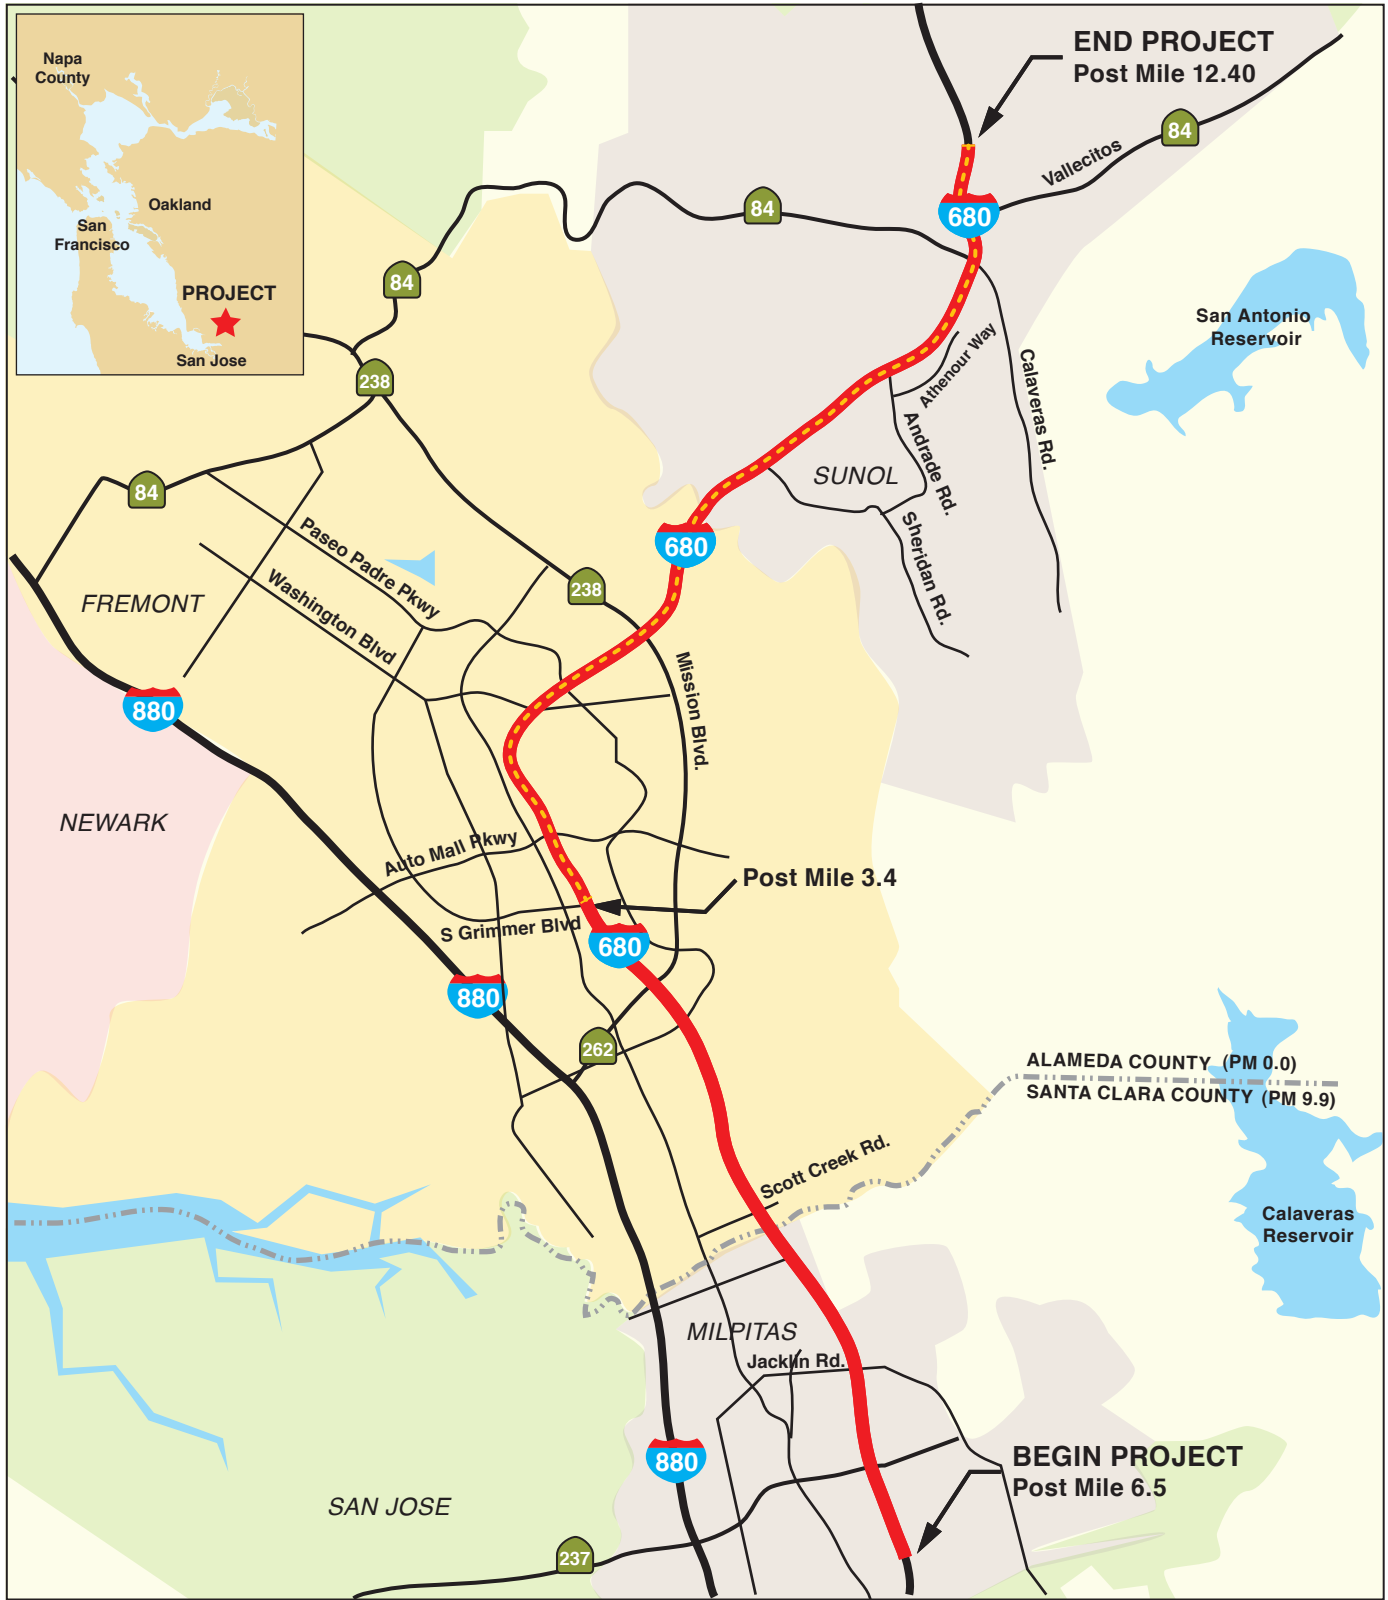 Napa
County
Oakland
San
Francisco
PROJECT
San Jose
END PROJECT
Post Mile 12.40
84
Vallecitos
680
84
84
238
84
San Antonio
Reservoir
Athenour Way
Calaveras Rd.
Andrade Rd.
SUNOL
Sheridan Rd.
680
Paseo Padre Pkwy
Washington Blvd
FREMONT
238
Mission Blvd.
880
NEWARK
Auto Mall Pkwy
Post Mile 3.4
S Grimmer Blvd
680
880
262
ALAMEDA COUNTY (PM 0.0)
SANTA CLARA COUNTY (PM 9.9)
Scott Creek Rd.
Calaveras
Reservoir
MILPITAS
Jacklin Rd.
880
BEGIN PROJECT
Post Mile 6.5
SAN JOSE
237